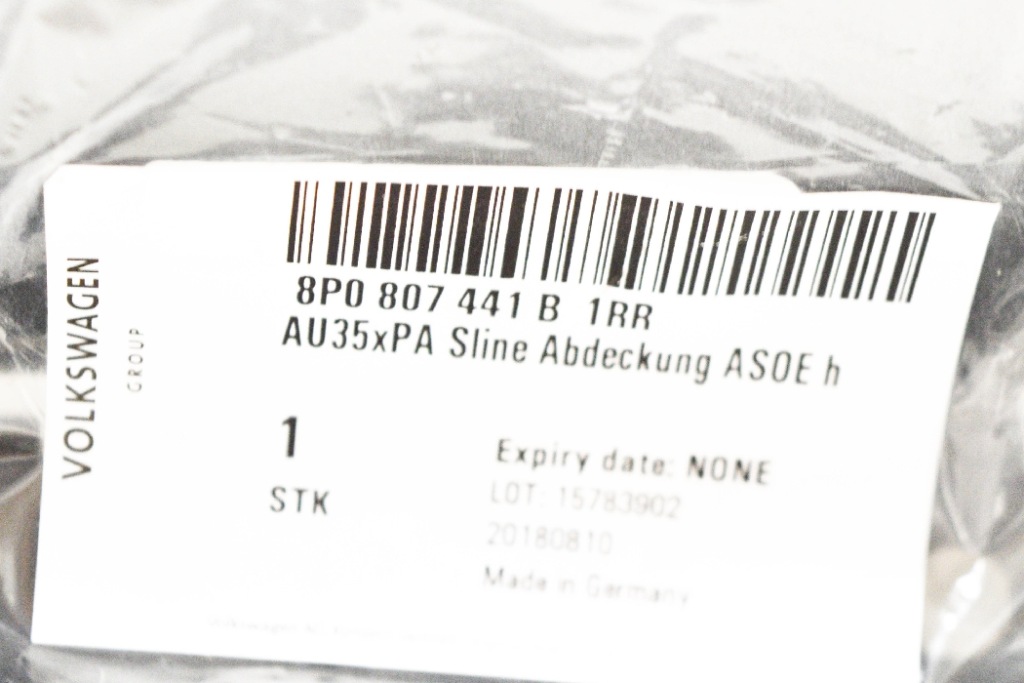 VOLKSWAGEN
GROUP
8P0 807 441 B 1RR
AU35xPA Sline Abdeckung ASOE h
1
STK
Expiry date: NONE
LOT: 15783902
20180810
Made in Germany